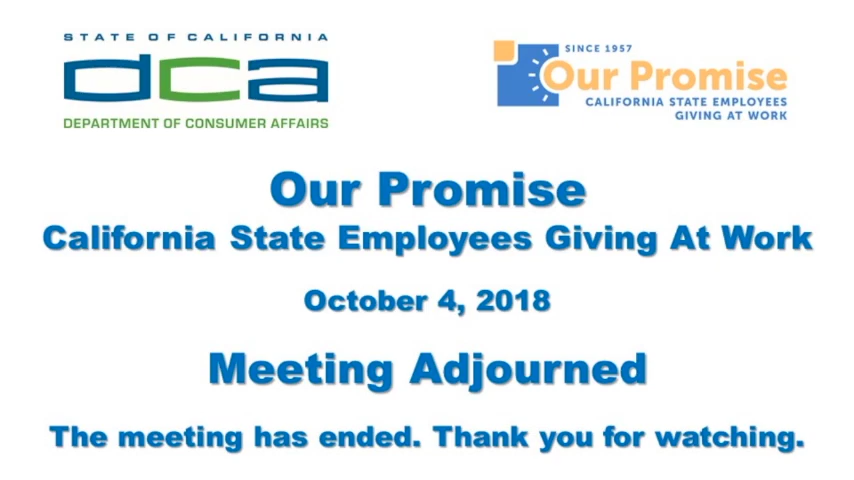 STATE OF CALIFORNIA
dca
DEPARTMENT OF CONSUMER AFFAIRS
SINCE 1957
Our Promise
CALIFORNIA STATE EMPLOYEES
GIVING AT WORK
Our Promise
California State Employees Giving At Work
October 4, 2018
Meeting Adjourned
The meeting has ended. Thank you for watching.